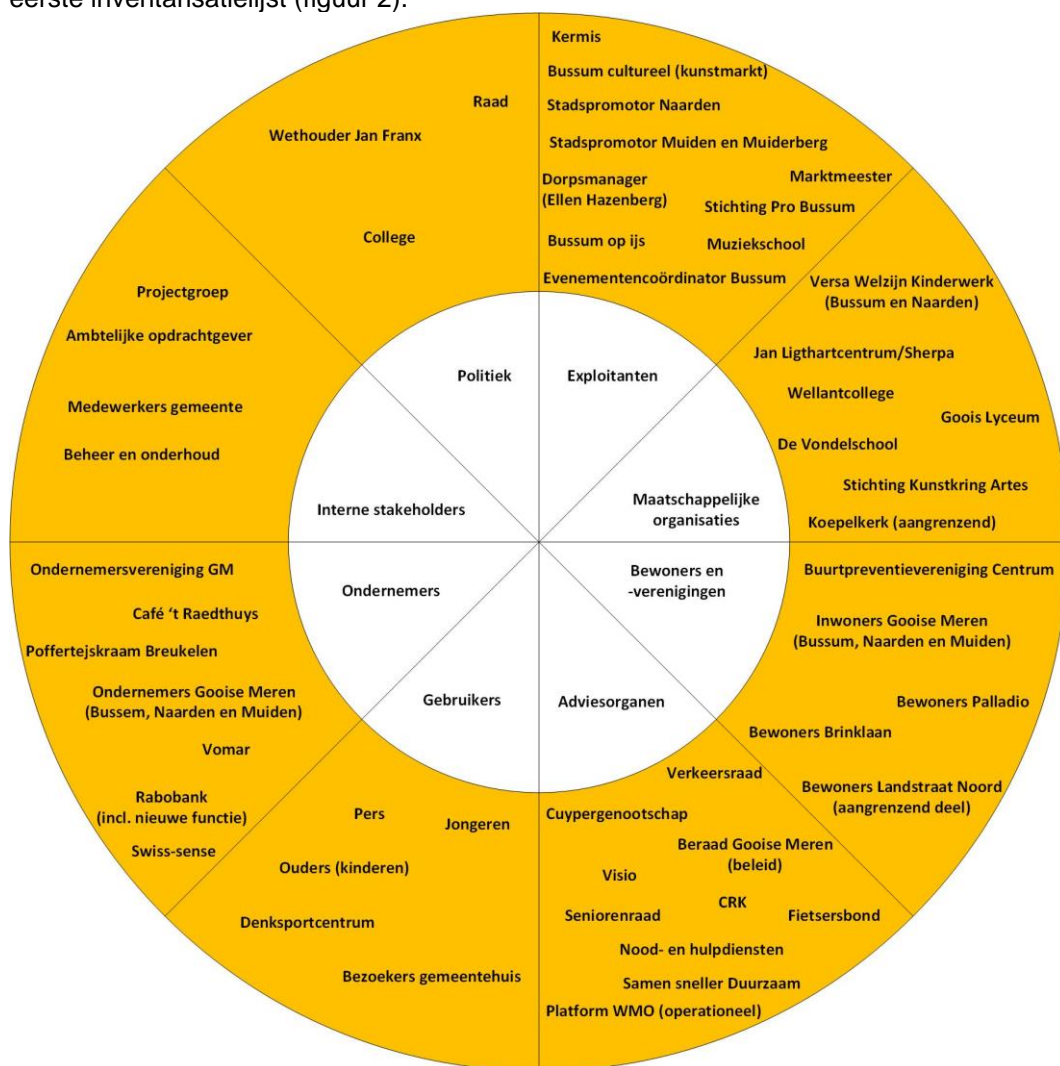 eerste inventarisatielijst (figuur 2).
Kermis
Bussum cultureel (kunstmarkt)
Stadspromotor Naarden
Stadspromotor Muiden en Muiderberg
Marktmeester
Dorpsmanager
(Ellen Hazenberg)
Stichting Pro Bussum
Bussum op ijs
Muziekschool
Evenementencoördinator Bussum
Exploitanten
Versa Welzijn Kinderwerk
(Bussum en Naarden)
Jan Ligthartcentrum/Sherpa
Wellantcollege
Goois Lyceum
De Vondelschool
Stichting Kunstkring Artes
Koepelkerk (aangrenzend)
Maatschappelijke
organisaties
Buurtpreventievereniging Centrum
Inwoners Gooise Meren
(Bussum, Naarden en Muiden)
Bewoners Palladio
Bewoners Brinklaan
Bewoners Landstraat Noord
(aangrenzend deel)
Bewoners en
-verenigingen
Adviesorganen
Verkeersraad
Cuypergenootschap
Beraad Gooise Meren
(beleid)
Visio
CRK
Seniorenraad
Fietsersbond
Nood- en hulpdiensten
Samen sneller Duurzaam
Platform WMO (operationeel)
Gebruikers
Pers
Jongeren
Ouders (kinderen)
Denksportcentrum
Bezoekers gemeentehuis
Ondernemers
Ondernemersvereniging GM
Café ‘t Raedthuys
Poffertejskraam Breukelen
Ondernemers Gooise Meren
(Bussem, Naarden en Muiden)
Vomar
Rabobank
(incl. nieuwe functie)
Swiss-sense
Interne stakeholders
Projectgroep
Ambtelijke opdrachtgever
Medewerkers gemeente
Beheer en onderhoud
Politiek
Raad
Wethouder Jan Franx
College